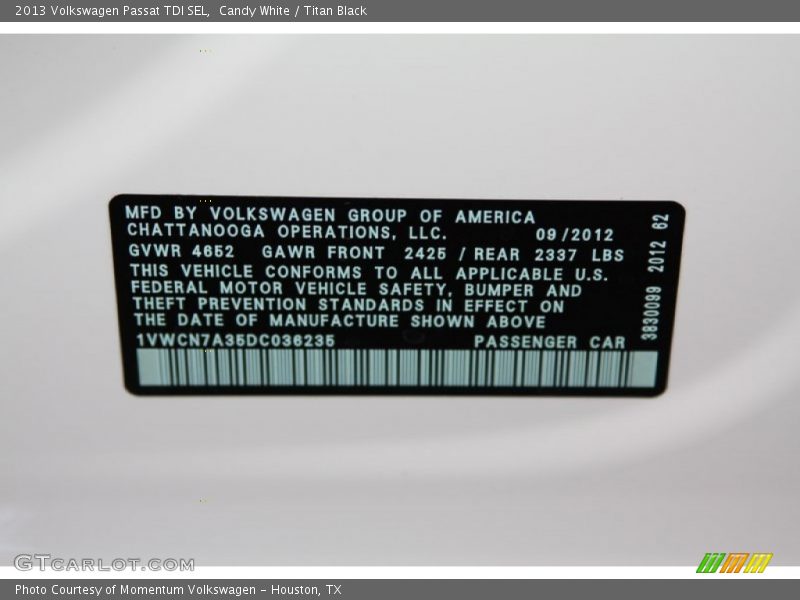 2013 Volkswagen Passat TDI SEL,  Candy White / Titan Black
MFD BY VOLKSWAGEN GROUP OF AMERICA
CHATTANOOGA OPERATIONS, LLC. 09/2012
GVWR 4652 GAWR FRONT 2425 / REAR 2337 LBS
THIS VEHICLE CONFORMS TO ALL APPLICABLE U.S.
FEDERAL MOTOR VEHICLE SAFETY, BUMPER AND
THEFT PREVENTION STANDARDS IN EFFECT ON
THE DATE OF MANUFACTURE SHOWN ABOVE
1VWCN7A35DC036235 PASSENGER CAR
3830099 2012 62
GTCARLOT.COM
Photo Courtesy of Momentum Volkswagen - Houston, TX